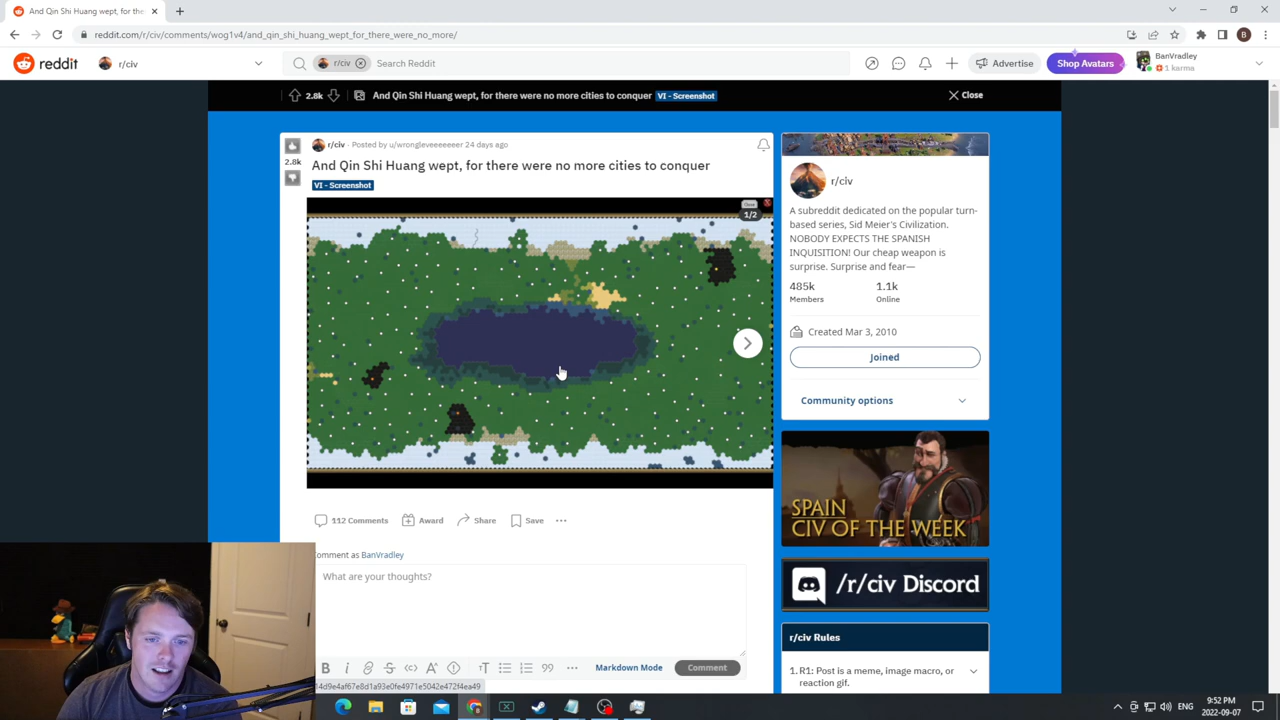 And Qin Shi Huang wept, for th
reddit.com/r/civ/comments/wog1v4/and_qin_shi_huang_wept_for_there_were_no_more/
B
reddit
r/civ
r/civ
Search Reddit
Advertise
Shop Avatars
BanVradley
1 karma
2.8k
And Qin Shi Huang wept, for there were no more cities to conquer
VI - Screenshot
Close
2.8k
r/civ · Posted by u/wrongleveeeeeeer 24 days ago
And Qin Shi Huang wept, for there were no more cities to conquer
VI - Screenshot
1/2
112 Comments
Award
Share
Save
Comment as BanVradley
What are your thoughts?
Markdown Mode
Comment
14d9e4af67e8d1a93e0fe4971e5042e472f4ea49
r/civ
A subreddit dedicated on the popular turn-
based series, Sid Meier's Civilization.
NOBODY EXPECTS THE SPANISH
INQUISITION! Our cheap weapon is
surprise. Surprise and fear—
485k
Members
1.1k
Online
Created Mar 3, 2010
Joined
Community options
SPAIN
CIV OF THE WEEK
/r/civ Discord
r/civ Rules
1. R1: Post is a meme, image macro, or
reaction gif.
ENG
9:52 PM
2022-09-07